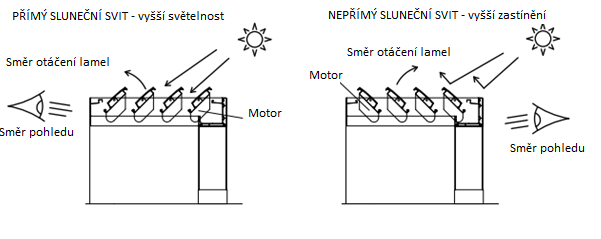 PŘÍMÝ SLUNEČNÍ SVIT - vyšší světelnost
Směr otáčení lamel
Motor
Směr pohledu
NEPŘÍMÝ SLUNEČNÍ SVIT - vyšší zastínění
Směr otáčení lamel
Motor
Směr pohledu